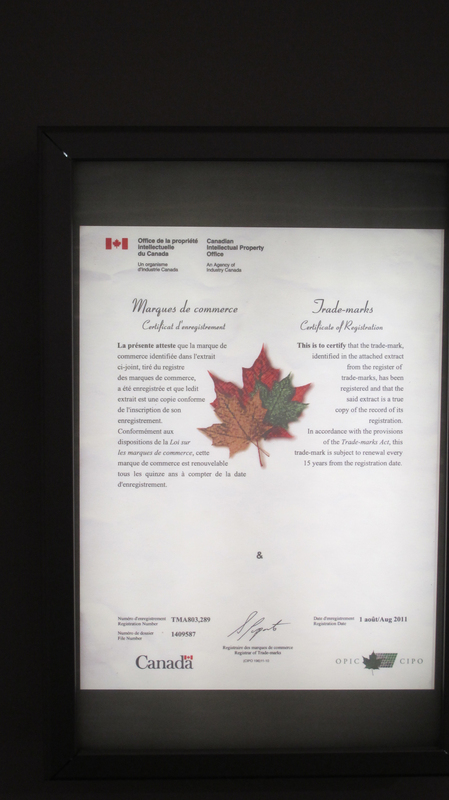 Office de la propriété
intellectuelle
du Canada
Un organisme
d'Industrie Canada
Canadian
Intellectual Property
Office
An Agency of
Industry Canada
Marques de commerce
Certificat d'enregistrement
La présente atteste que la marque de
commerce identifiée dans l'extrait
ci-joint, tiré du registre
des marques de commerce,
a été enregistrée et que ledit
extrait est une copie conforme
de l'inscription de son
enregistrement.
Conformément aux
dispositions de la Loi sur
les marques de commerce, cette
marque de commerce est renouvelable
tous les quinze ans à compter de la date
d'enregistrement.
Trade-marks
Certificate of Registration
This is to certify that the trade-mark,
identified in the attached extract
from the register of
trade-marks, has been
registered and that the
said extract is a true
copy of the record of its
registration.
In accordance with the provisions
of the Trade-marks Act, this
trade-mark is subject to renewal every
15 years from the registration date.
&
Numéro d'enregistrement
Registration Number
TMA803,289
Numéro de dossier
File Number
1409587
Registraire des marques de commerce
Registrar of Trade-marks
Date d'enregistrement
Registration Date
1 août/Aug 2011
Canada
OPIC CIPO